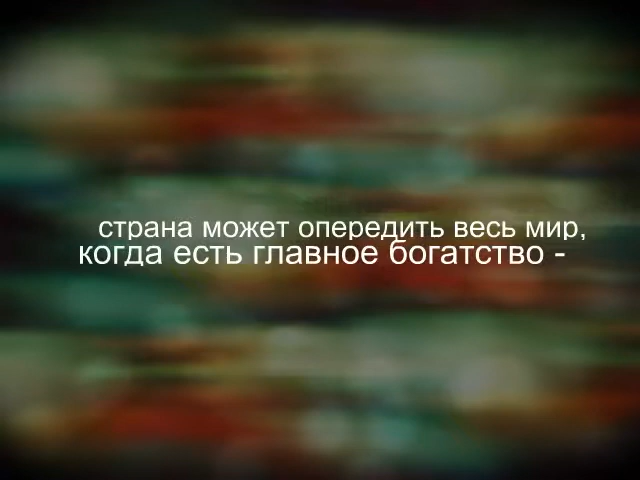 страна может опередить весь мир,
когда есть главное богатство -